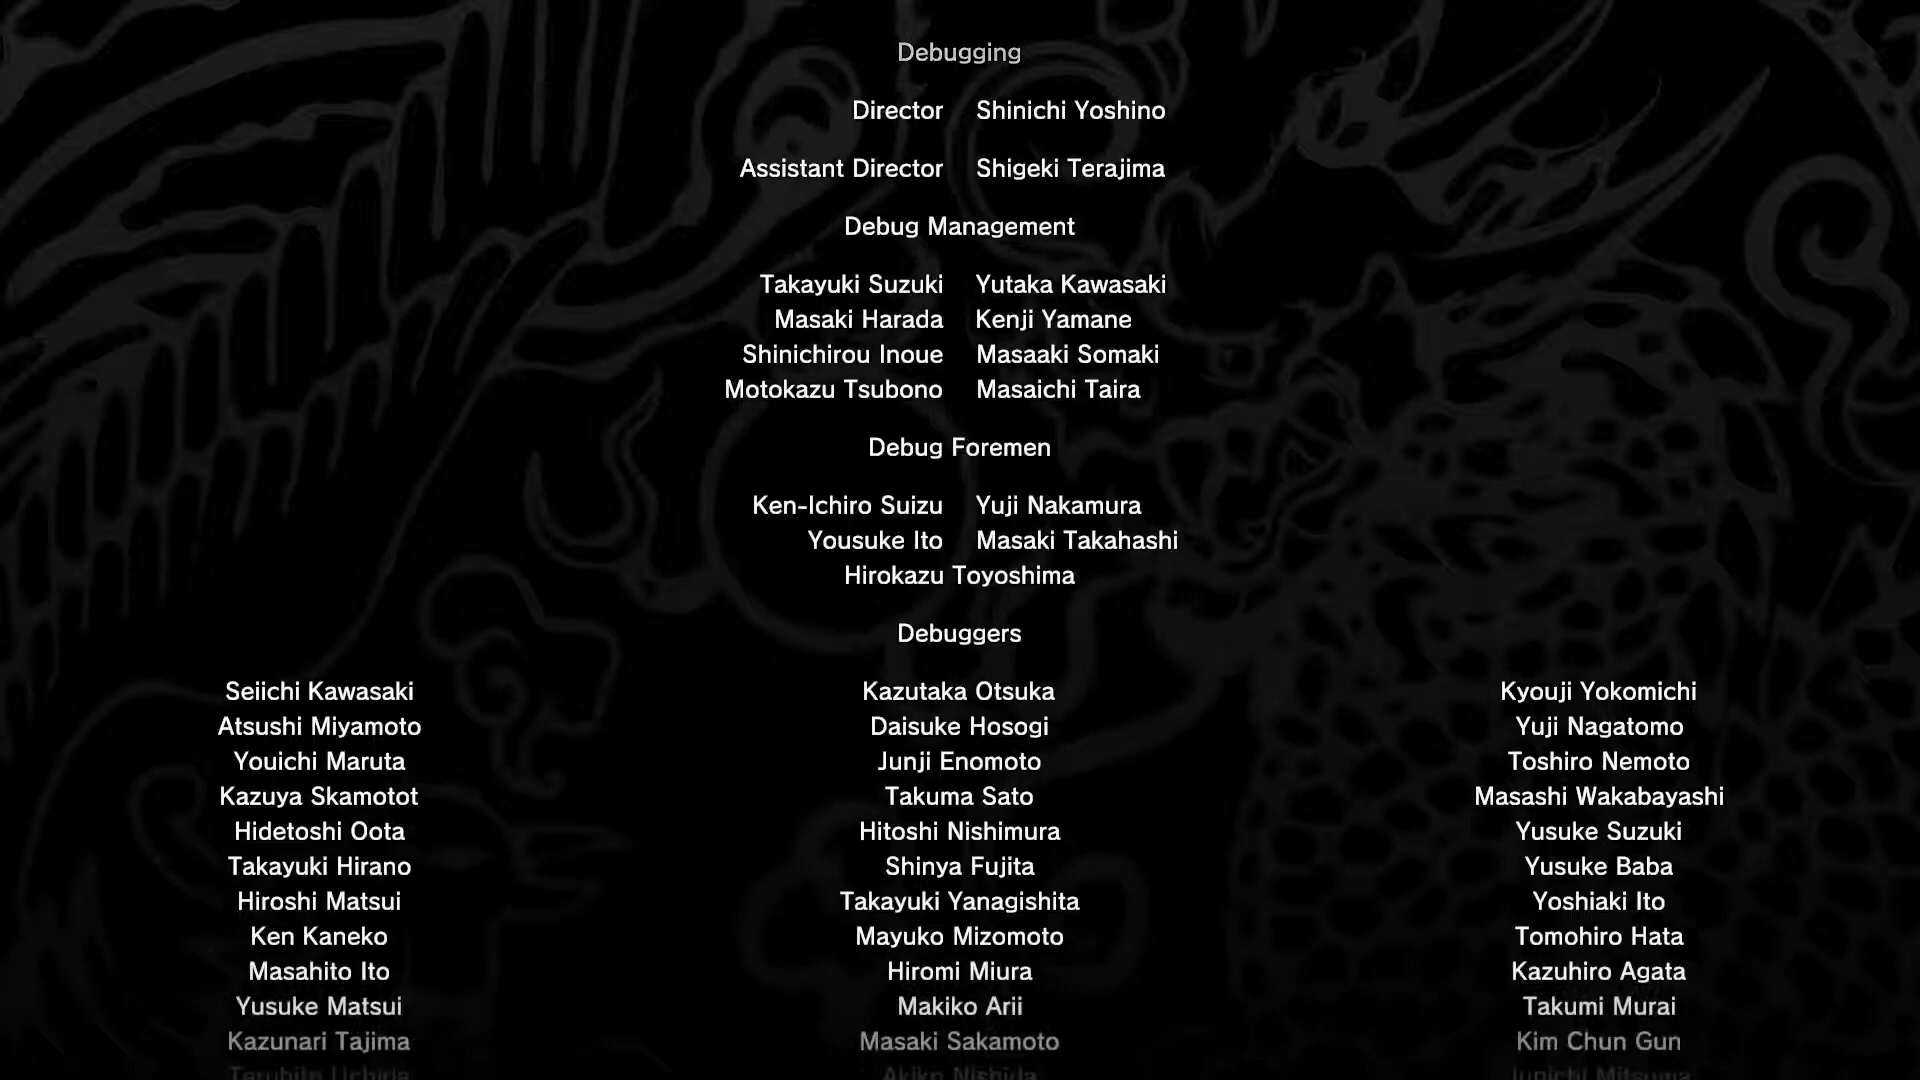 Debugging
Director Shinichi Yoshino
Assistant Director Shigeki Terajima
Debug Management
Takayuki Suzuki Yutaka Kawasaki
Masaki Harada Kenji Yamane
Shinichirou Inoue Masaaki Somaki
Motokazu Tsubono Masaichi Taira
Debug Foremen
Ken-Ichiro Suizu Yuji Nakamura
Yousuke Ito Masaki Takahashi
Hirokazu Toyoshima
Debuggers
Seiichi Kawasaki Kazutaka Otsuka Kyouji Yokomichi
Atsushi Miyamoto Daisuke Hosogi Yuji Nagatomo
Youichi Maruta Junji Enomoto Toshiro Nemoto
Kazuya Skamotot Takuma Sato Masashi Wakabayashi
Hidetoshi Oota Hitoshi Nishimura Yusuke Suzuki
Takayuki Hirano Shinya Fujita Yusuke Baba
Hiroshi Matsui Takayuki Yanagishita Yoshiaki Ito
Ken Kaneko Mayuko Mizomoto Tomohiro Hata
Masahito Ito Hiromi Miura Kazuhiro Agata
Yusuke Matsui Makiko Arii Takumi Murai
Kazunari Tajima Masaki Sakamoto Kim Chun Gun